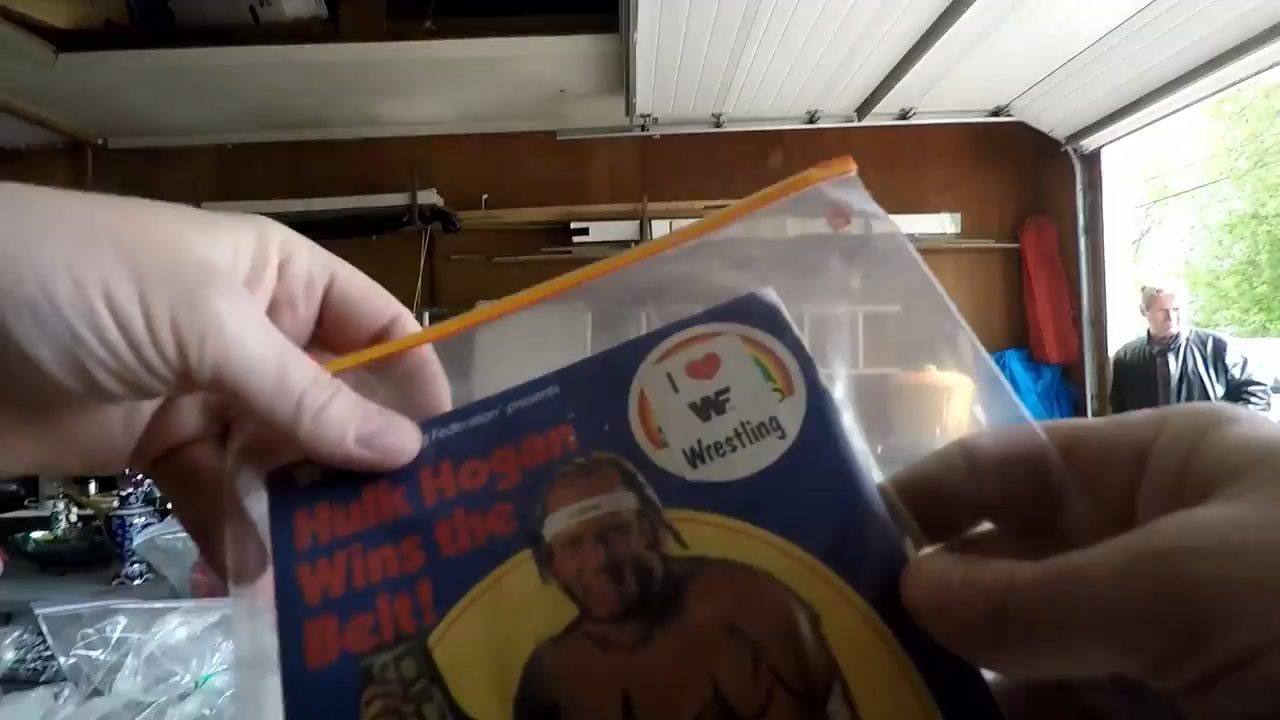 Federation presents
Hulk Hogan
Wins the
Belt!
I
WF
Wrestling